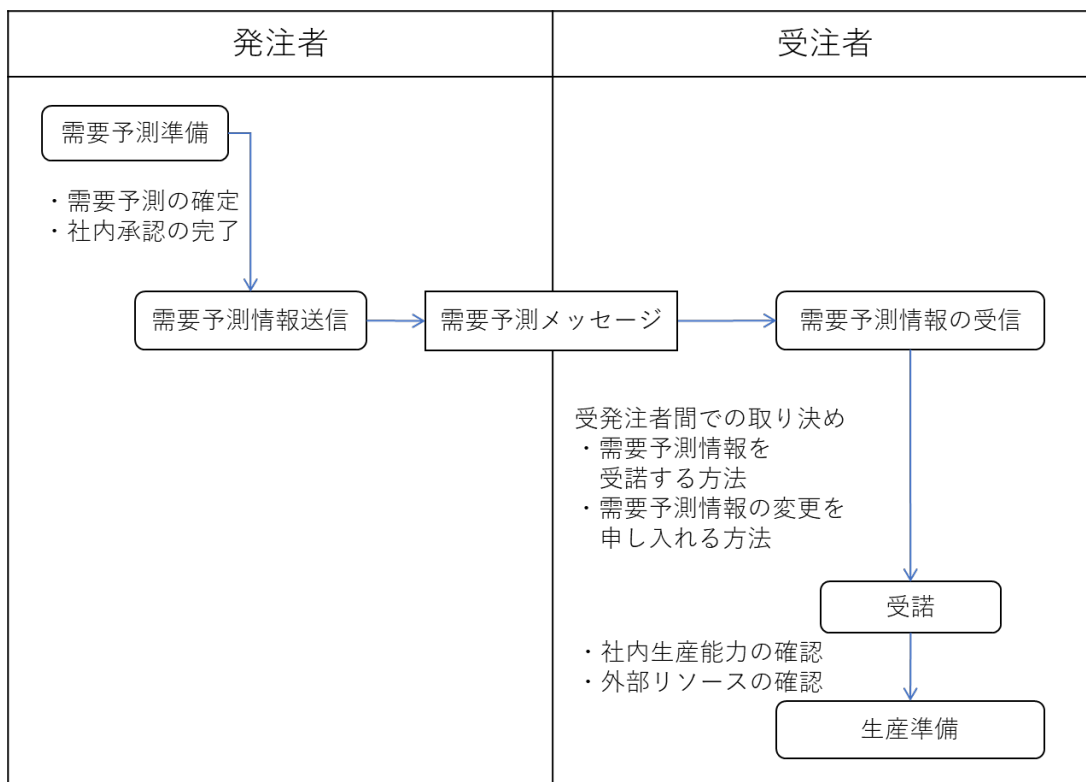 発注者
受注者
需要予測準備
・需要予測の確定
・社内承認の完了
需要予測情報送信
需要予測メッセージ
需要予測情報の受信
受発注者間での取り決め
・需要予測情報を
受諾する方法
・需要予測情報の変更を
申し入れる方法
受諾
・社内生産能力の確認
・外部リソースの確認
生産準備